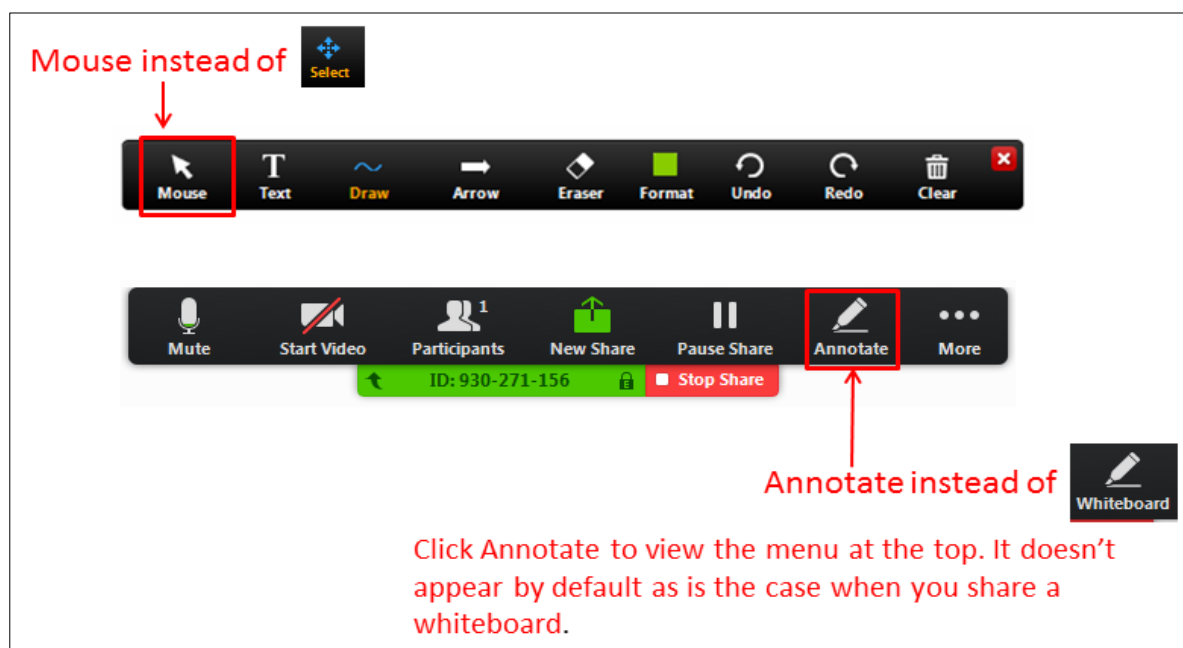 Mouse instead of
Select
Mouse Text Draw Arrow Eraser Format Undo Redo Clear
1
Mute Start Video Participants New Share Pause Share Annotate More
ID: 930-271-156 Stop Share
Annotate instead of
Whiteboard
Click Annotate to view the menu at the top. It doesn’t
appear by default as is the case when you share a
whiteboard.